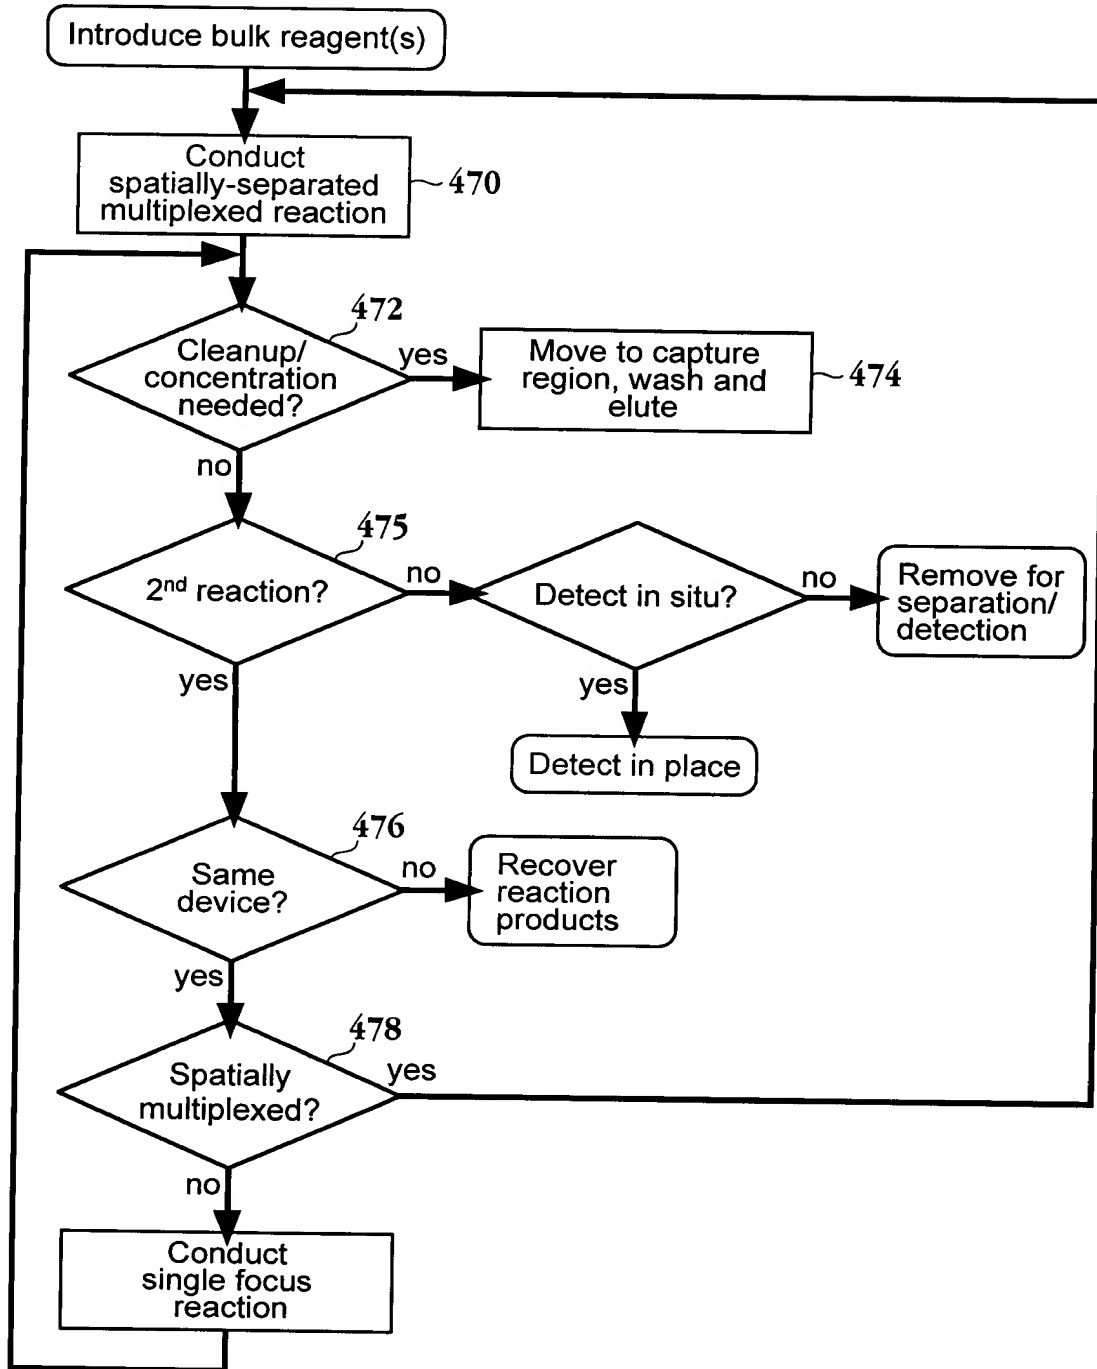 Introduce bulk reagent(s)
Conduct
spatially-separated
multiplexed reaction
470
472
Cleanup/
concentration
needed?
yes
Move to capture
region, wash and
elute
474
no
475
2nd reaction?
no
Detect in situ?
no
Remove for
separation/
detection
yes
yes
Detect in place
476
Same
device?
no
Recover
reaction
products
yes
478
Spatially
multiplexed?
yes
no
Conduct
single focus
reaction